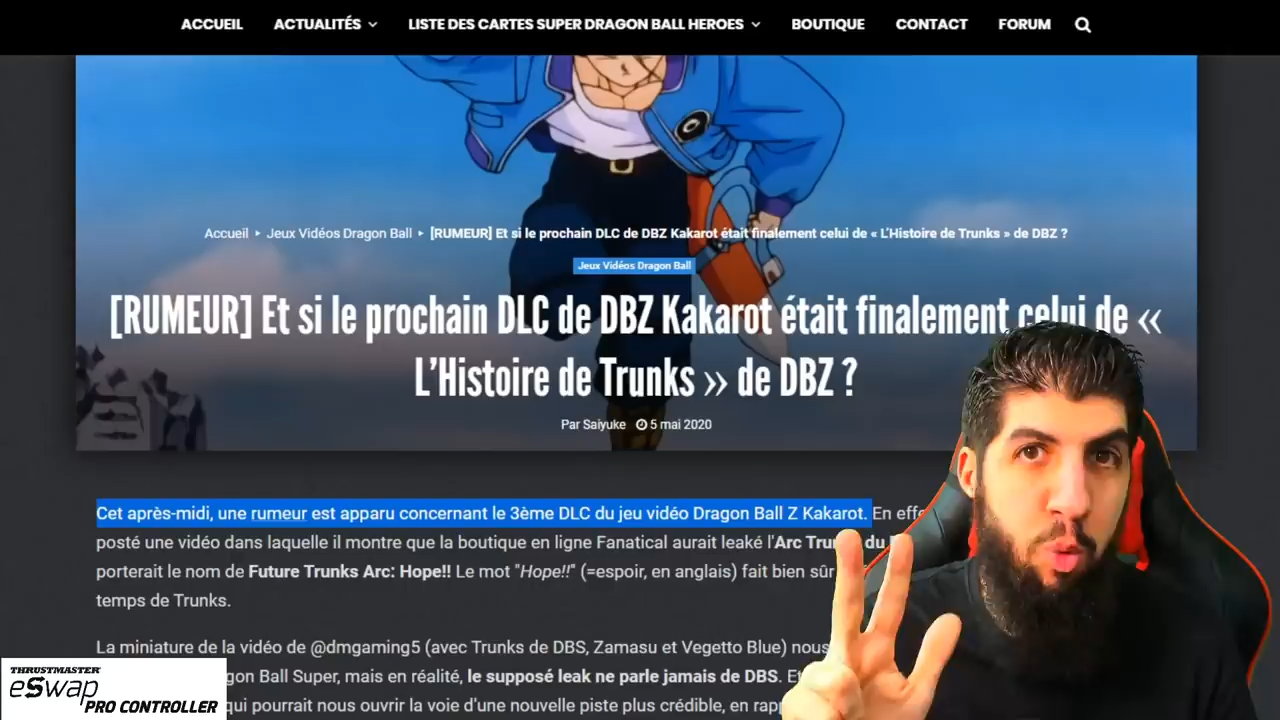 ACCUEIL ACTUALITÉS LISTE DES CARTES SUPER DRAGON BALL HEROES BOUTIQUE CONTACT FORUM
Accueil ▸ Jeux Vidéos Dragon Ball ▸ [RUMEUR] Et si le prochain DLC de DBZ Kakarot était finalement celui de « L'Histoire de Trunks » de DBZ ?
Jeux Vidéos Dragon Ball
[RUMEUR] Et si le prochain DLC de DBZ Kakarot était finalement celui de «
L'Histoire de Trunks » de DBZ ?
Par Saiyuke 5 mai 2020
Cet après-midi, une rumeur est apparu concernant le 3ème DLC du jeu vidéo Dragon Ball Z Kakarot. En
posté une vidéo dans laquelle il montre que la boutique en ligne Fanatical aurait leaké l'Arc du
porterait le nom de Future Trunks Arc: Hope!! Le mot "Hope!!" (=espoir, en anglais) fait bien
temps de Trunks.
La miniature de la vidéo de @dmgaming5 (avec Trunks de DBS, Zamasu et Vegetto Blue) nous
Ball Super, mais en réalité, le supposé leak ne parle jamais de DBS.
qui pourrait nous ouvrir la voie d'une nouvelle piste plus crédible, en
THRUSTMASTER
eSwap
PRO CONTROLLER